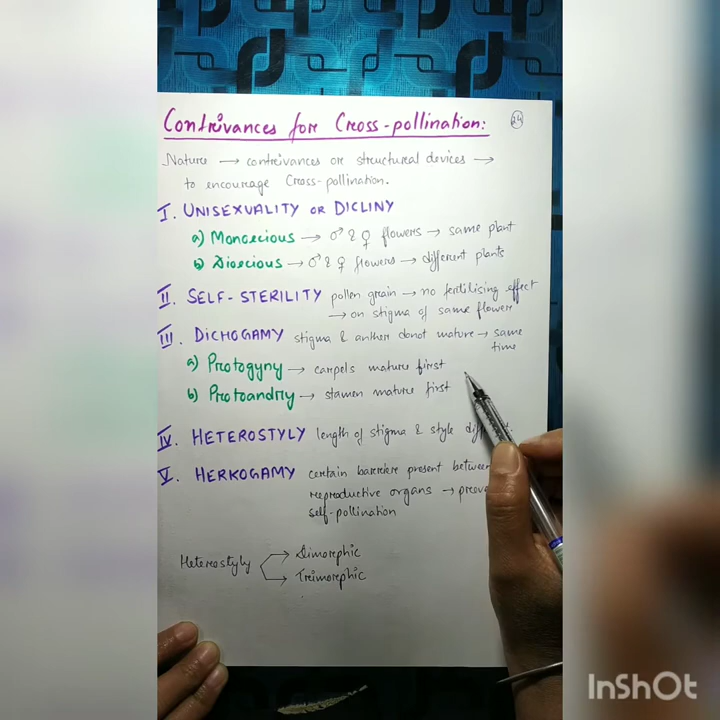 Contrivances for Cross-pollination: 24
Nature → contrivances or structural devices →
to encourage Cross-pollination.
I. UNISEXUALITY OR DICLINY
a) Monoecious → ♂ & ♀ flowers → same plant
b) Dioecious → ♂ & ♀ flowers → different plants
II. SELF-STERILITY pollen grain → no fertilising effect
→ on stigma of same flower
III. DICHOGAMY stigma & anther donot mature → same
time
a) Protogyny → carpels mature first
b) Protoandry → stamen mature first
IV. HETEROSTYLY length of stigma & style
V. HERKOGAMY certain barriers present between
reproductive organs →
self-pollination
Heterostyly → Dimorphic
→ Trimorphic
InShOt